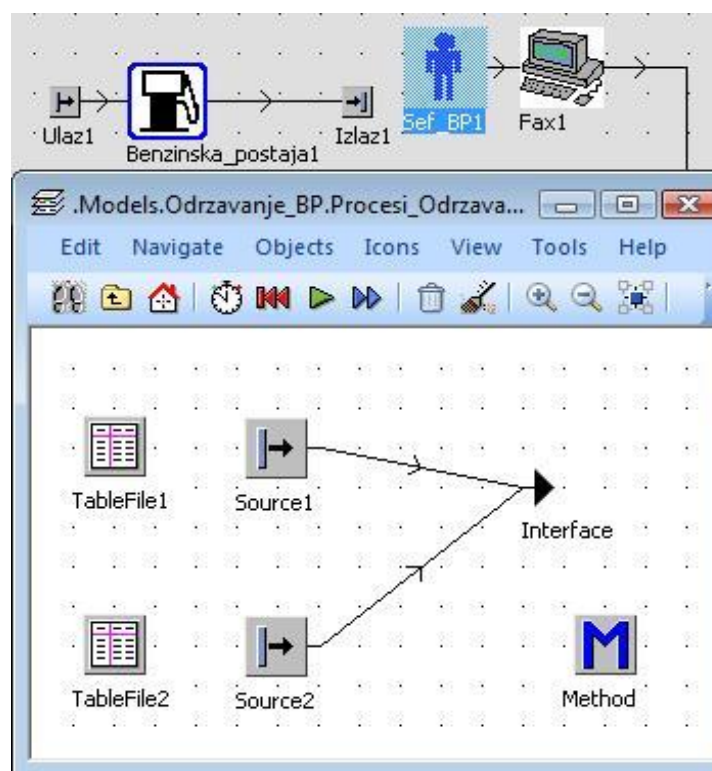 Ulaz1
Benzinska_postaja1
Izlaz1
Sef_BP1
Fax1
.Models.Odrzavanje_BP.Procesi_Odrzava...
Edit Navigate Objects Icons View Tools Help
TableFile1
Source1
Interface
TableFile2
Source2
M
Method